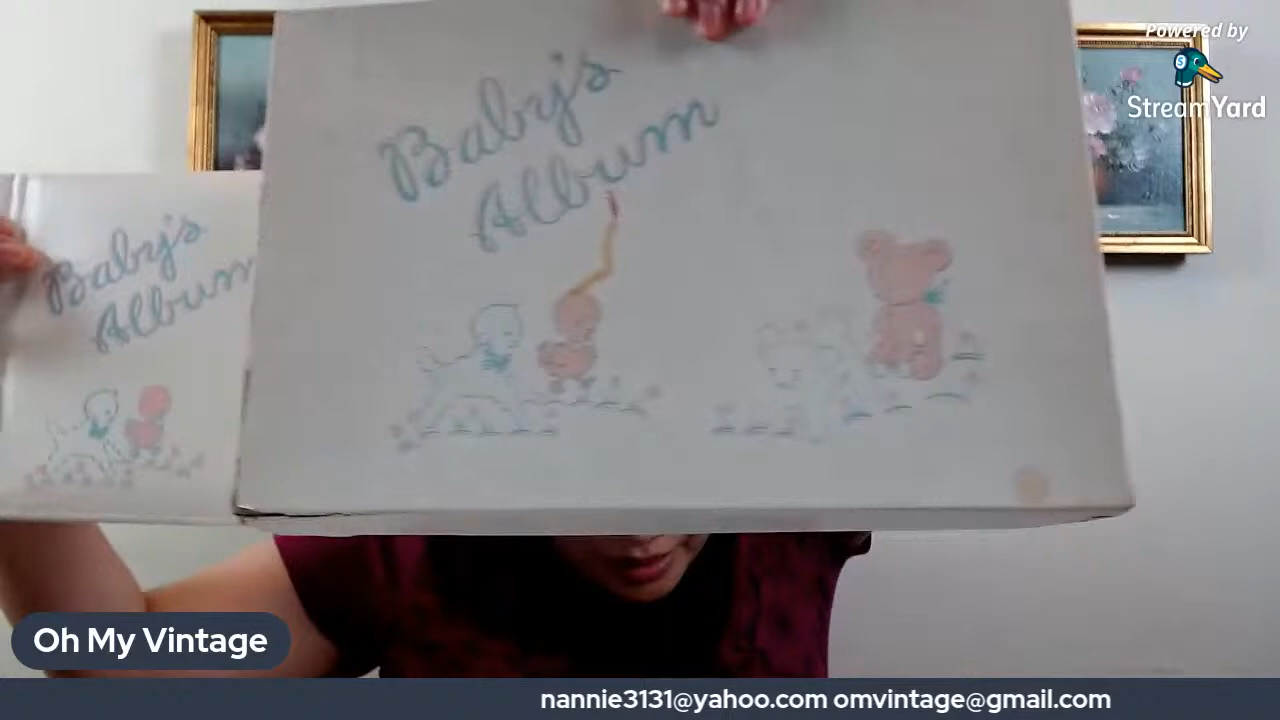 Powered by
StreamYard
Baby's
Album
Baby's
Album
Oh My Vintage
nannie3131@yahoo.com omvintage@gmail.com